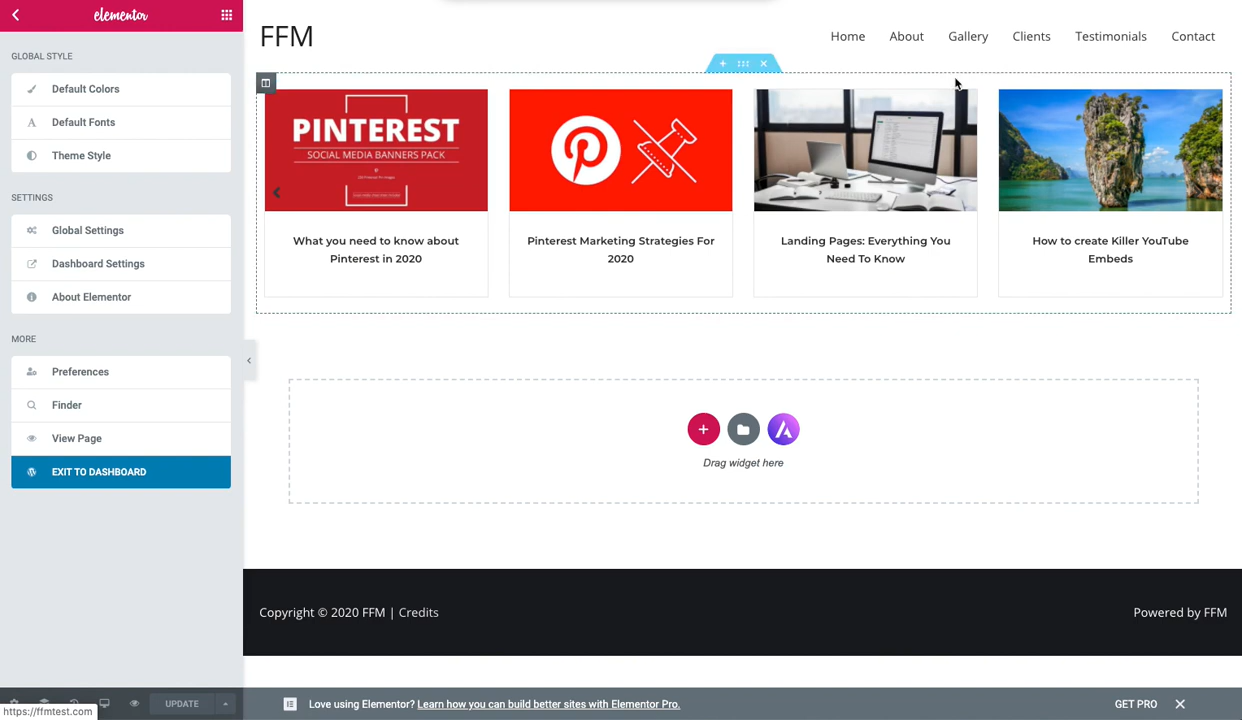 elementor
GLOBAL STYLE
Default Colors
Default Fonts
Theme Style
SETTINGS
Global Settings
Dashboard Settings
About Elementor
MORE
Preferences
Finder
View Page
EXIT TO DASHBOARD
UPDATE
https://ffmtest.com
FFM
Home About Gallery Clients Testimonials Contact
PINTEREST
SOCIAL MEDIA BANNERS PACK
What you need to know about
Pinterest in 2020
Pinterest Marketing Strategies For
2020
Landing Pages: Everything You
Need To Know
How to create Killer YouTube
Embeds
Drag widget here
Copyright © 2020 FFM | Credits
Powered by FFM
Love using Elementor? Learn how you can build better sites with Elementor Pro.
GET PRO